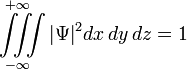 +∞
∭ |Ψ|² dx dy dz = 1
−∞